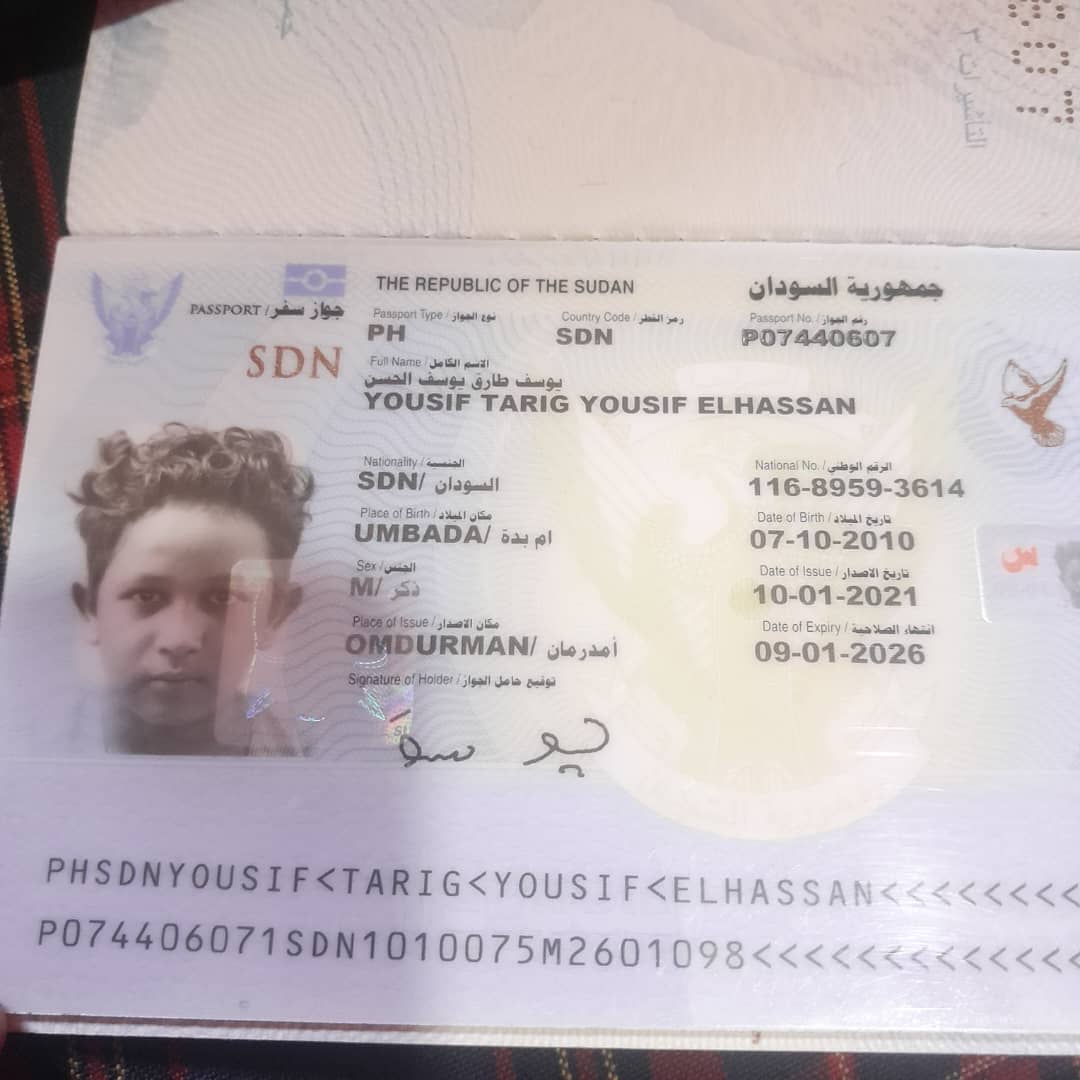 التأشيرات ٣
THE REPUBLIC OF THE SUDAN
جمهورية السودان
PASSPORT / جواز سفر
SDN
Passport Type / نوع الجواز
PH
Country Code / رمز القطر
SDN
Passport No. / رقم الجواز
P07440607
Full Name / الاسم الكامل
يوسف طارق يوسف الحسن
YOUSIF TARIG YOUSIF ELHASSAN
Nationality / الجنسية
SDN/ السودان
National No. / الرقم الوطني
116-8959-3614
Place of Birth / مكان الميلاد
UMBADA/ ام بدة
Date of Birth / تاريخ الميلاد
07-10-2010
Sex / الجنس
M/ ذكر
Date of Issue / تاريخ الاصدار
10-01-2021
Place of Issue / مكان الاصدار
OMDURMAN/ أمدرمان
Date of Expiry / انتهاء الصلاحية
09-01-2026
Signature of Holder / توقيع حامل الجواز
PHSDNYOUSIF<TARIG<YOUSIF<ELHASSAN<<<<<<<<
P074406071SDN1010075M2601098<<<<<<<<<<<<<